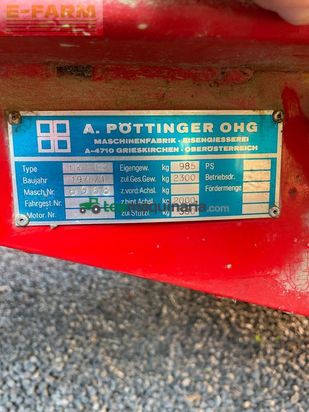 E-FARM
A. PÖTTINGER OHG
MASCHINENFABRIK - EISENGIESSEREI
A-4710 GRIESKIRCHEN - OBERÖSTERREICH
Type Eigengew. kg 985 PS
Baujahr zul.Ges.Gew. kg 2300 Betriebsdr.
Masch.Nr. z.vord.Achsl. kg Fördermenge
Fahrgest.Nr. z.hint.Achsl. kg 2000
Motor.Nr. zul.Stützl. kg 300